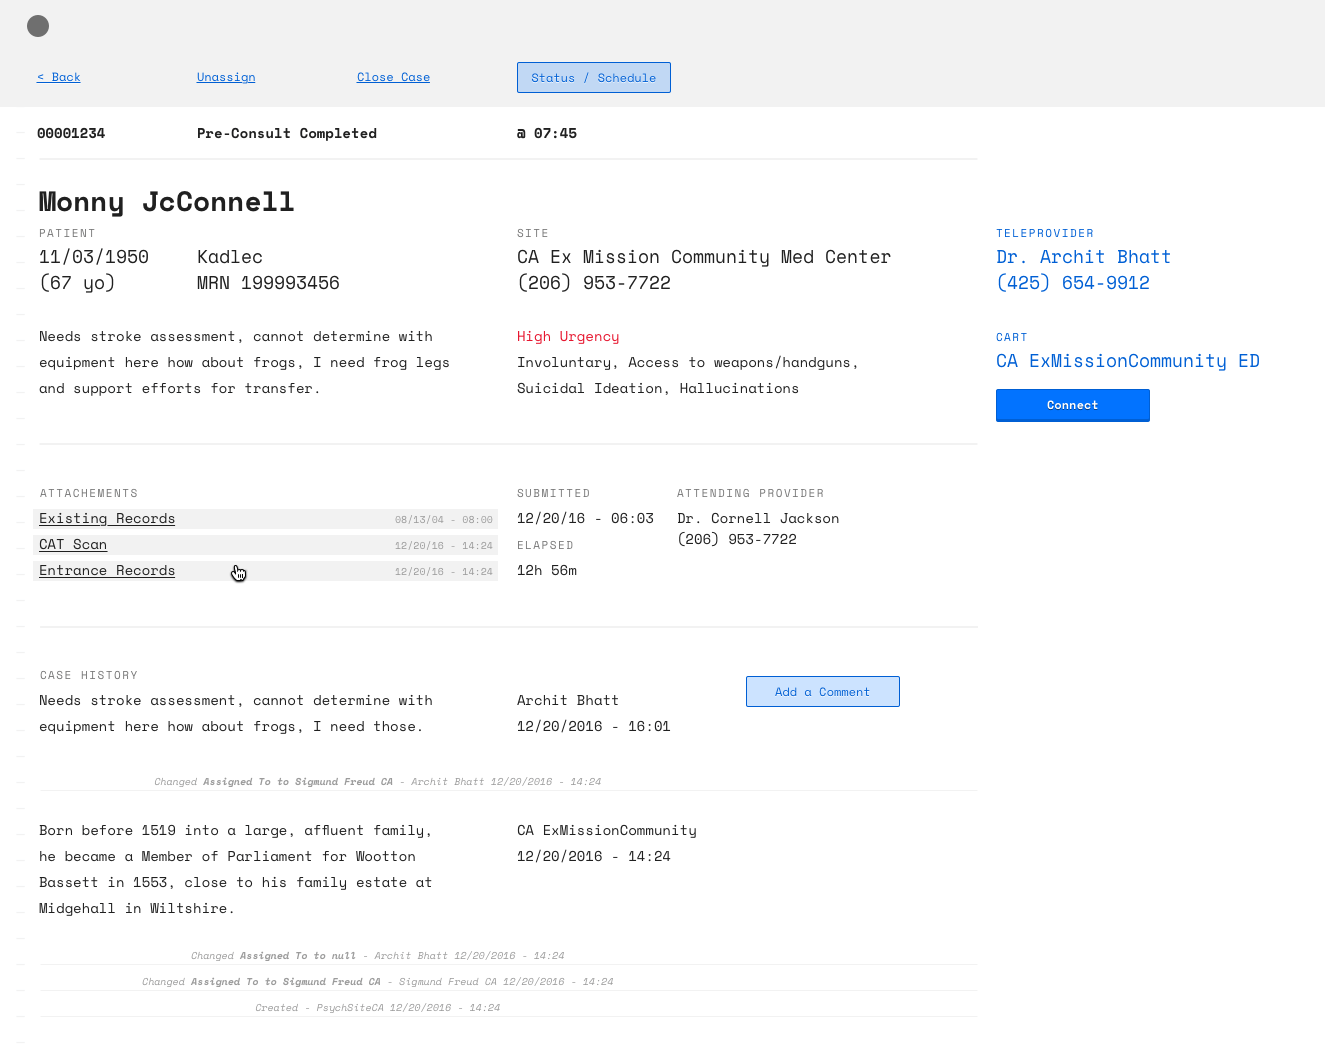 < Back
Unassign
Close Case
Status / Schedule
00001234
Pre-Consult Completed
@ 07:45
Monny JcConnell
PATIENT
11/03/1950
(67 yo)
Kadlec
MRN 199993456
SITE
CA Ex Mission Community Med Center
(206) 953-7722
TELEPROVIDER
Dr. Archit Bhatt
(425) 654-9912
Needs stroke assessment, cannot determine with
equipment here how about frogs, I need frog legs
and support efforts for transfer.
High Urgency
Involuntary, Access to weapons/handguns,
Suicidal Ideation, Hallucinations
CART
CA ExMissionCommunity ED
Connect
ATTACHEMENTS
Existing Records 08/13/04 - 08:00
CAT Scan 12/20/16 - 14:24
Entrance Records 12/20/16 - 14:24
SUBMITTED
12/20/16 - 06:03
ELAPSED
12h 56m
ATTENDING PROVIDER
Dr. Cornell Jackson
(206) 953-7722
CASE HISTORY
Needs stroke assessment, cannot determine with
equipment here how about frogs, I need those.
Archit Bhatt
12/20/2016 - 16:01
Add a Comment
Changed Assigned To to Sigmund Freud CA - Archit Bhatt 12/20/2016 - 14:24
Born before 1519 into a large, affluent family,
he became a Member of Parliament for Wootton
Bassett in 1553, close to his family estate at
Midgehall in Wiltshire.
CA ExMissionCommunity
12/20/2016 - 14:24
Changed Assigned To to null - Archit Bhatt 12/20/2016 - 14:24
Changed Assigned To to Sigmund Freud CA - Sigmund Freud CA 12/20/2016 - 14:24
Created - PsychSiteCA 12/20/2016 - 14:24